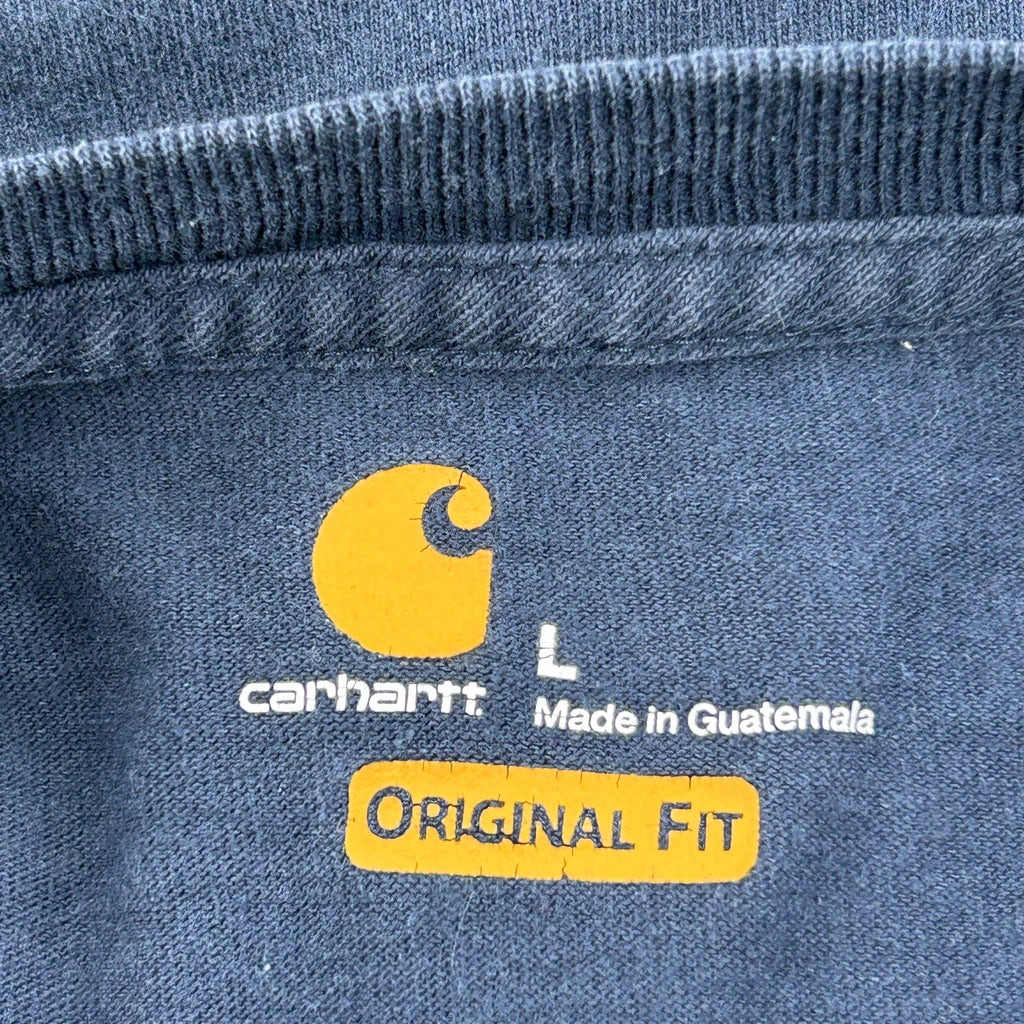 carhartt
L
Made in Guatemala
ORIGINAL FIT